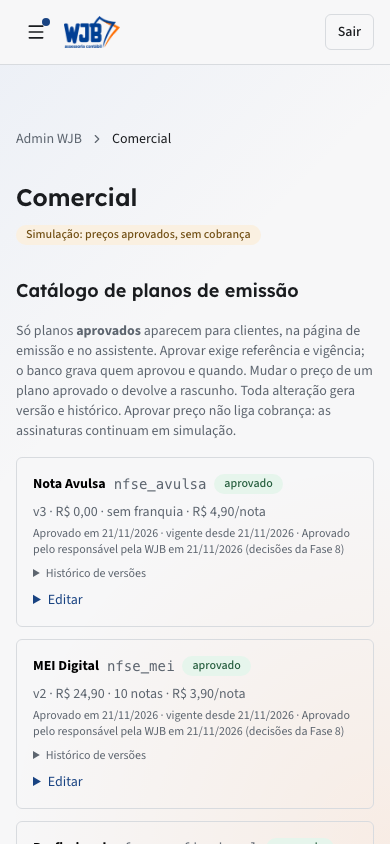 WJB
assessoria contábil
Sair
Admin WJB > Comercial
Comercial
Simulação: preços aprovados, sem cobrança
Catálogo de planos de emissão
Só planos aprovados aparecem para clientes, na página de
emissão e no assistente. Aprovar exige referência e vigência;
o banco grava quem aprovou e quando. Mudar o preço de um
plano aprovado o devolve a rascunho. Toda alteração gera
versão e histórico. Aprovar preço não liga cobrança: as
assinaturas continuam em simulação.
Nota Avulsa nfse_avulsa aprovado
v3 · R$ 0,00 · sem franquia · R$ 4,90/nota
Aprovado em 21/11/2026 · vigente desde 21/11/2026 · Aprovado
pelo responsável pela WJB em 21/11/2026 (decisões da Fase 8)
Histórico de versões
Editar
MEI Digital nfse_mei aprovado
v2 · R$ 24,90 · 10 notas · R$ 3,90/nota
Aprovado em 21/11/2026 · vigente desde 21/11/2026 · Aprovado
pelo responsável pela WJB em 21/11/2026 (decisões da Fase 8)
Histórico de versões
Editar